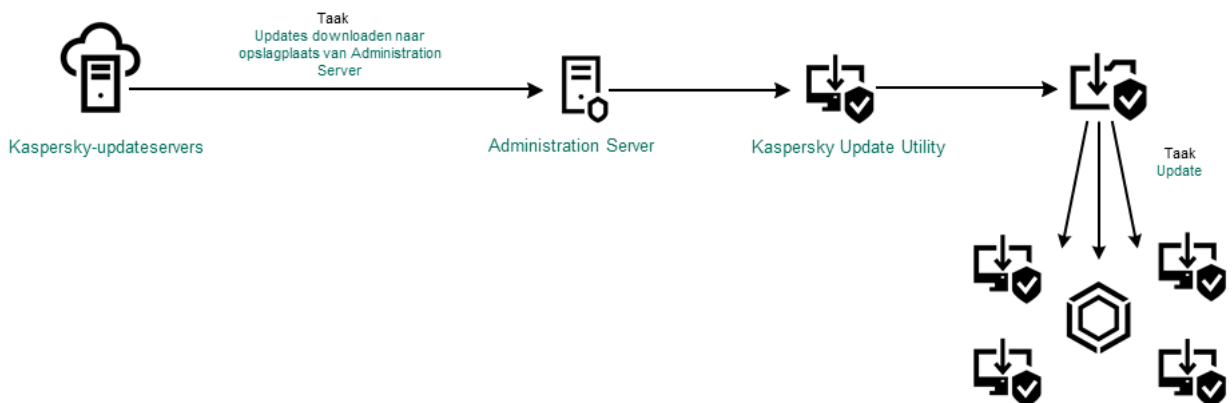 Taak
Updates downloaden naar
opslagplaats van Administration
Server
Kaspersky-updateservers
Administration Server
Kaspersky Update Utility
Taak
Update